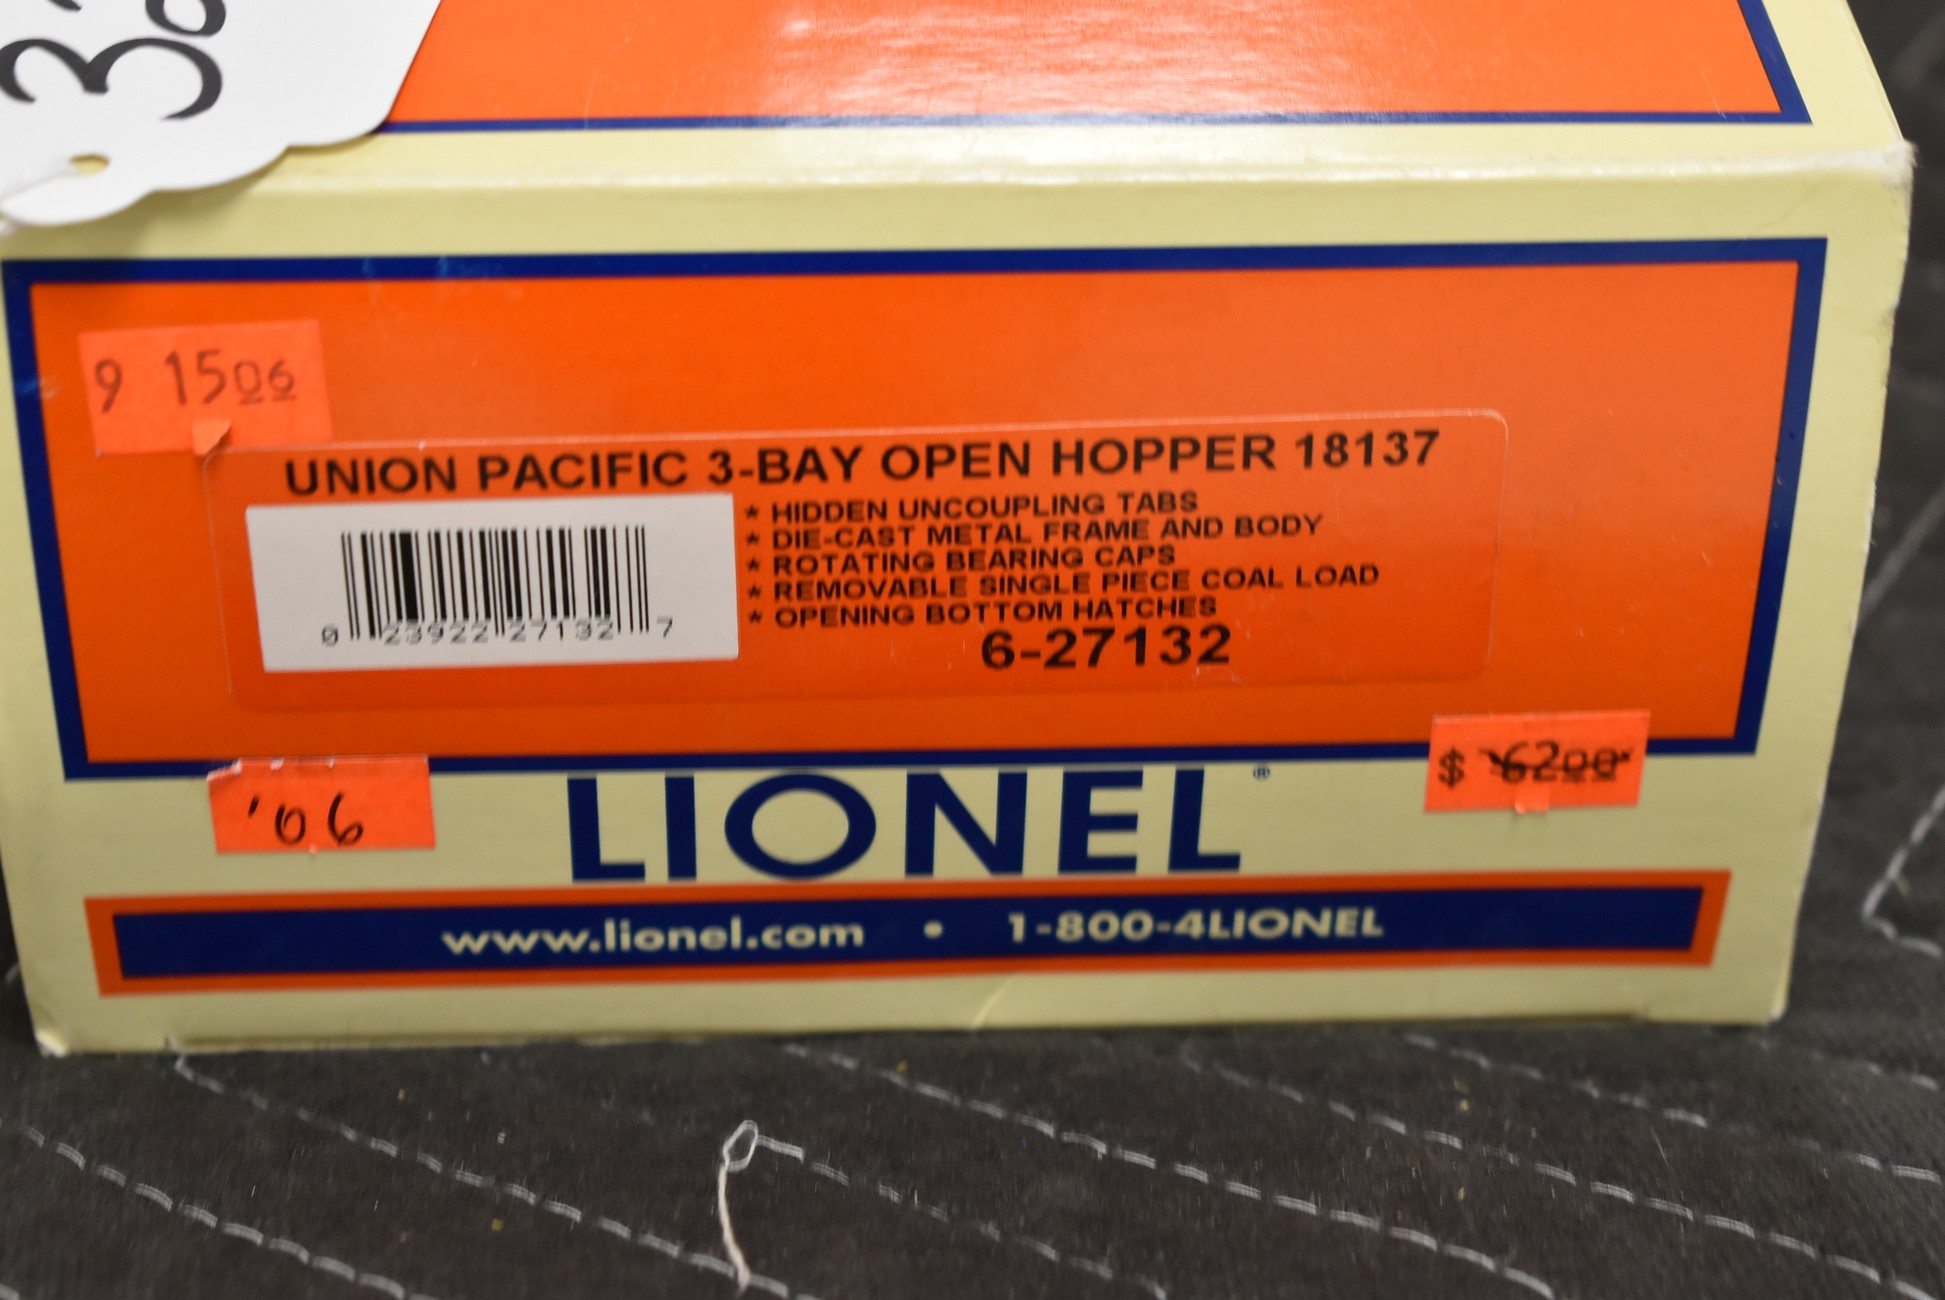 9 15 06
UNION PACIFIC 3-BAY OPEN HOPPER 18137
* HIDDEN UNCOUPLING TABS
* DIE-CAST METAL FRAME AND BODY
* ROTATING BEARING CAPS
* REMOVABLE SINGLE PIECE COAL LOAD
* OPENING BOTTOM HATCHES
0 23922 27132 7
6-27132
$ 6200
'06
LIONEL®
www.lionel.com • 1-800-4LIONEL